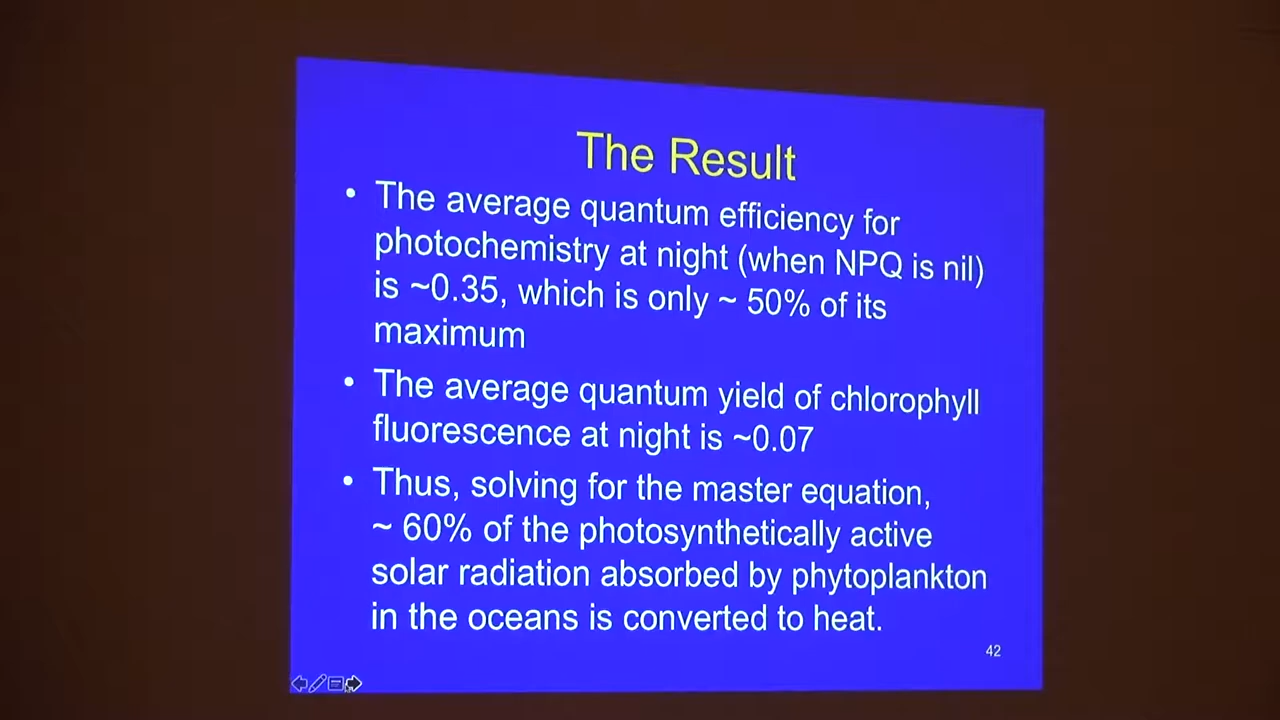 The Result
• The average quantum efficiency for
photochemistry at night (when NPQ is nil)
is ~0.35, which is only ~ 50% of its
maximum
• The average quantum yield of chlorophyll
fluorescence at night is ~0.07
• Thus, solving for the master equation,
~ 60% of the photosynthetically active
solar radiation absorbed by phytoplankton
in the oceans is converted to heat.
42